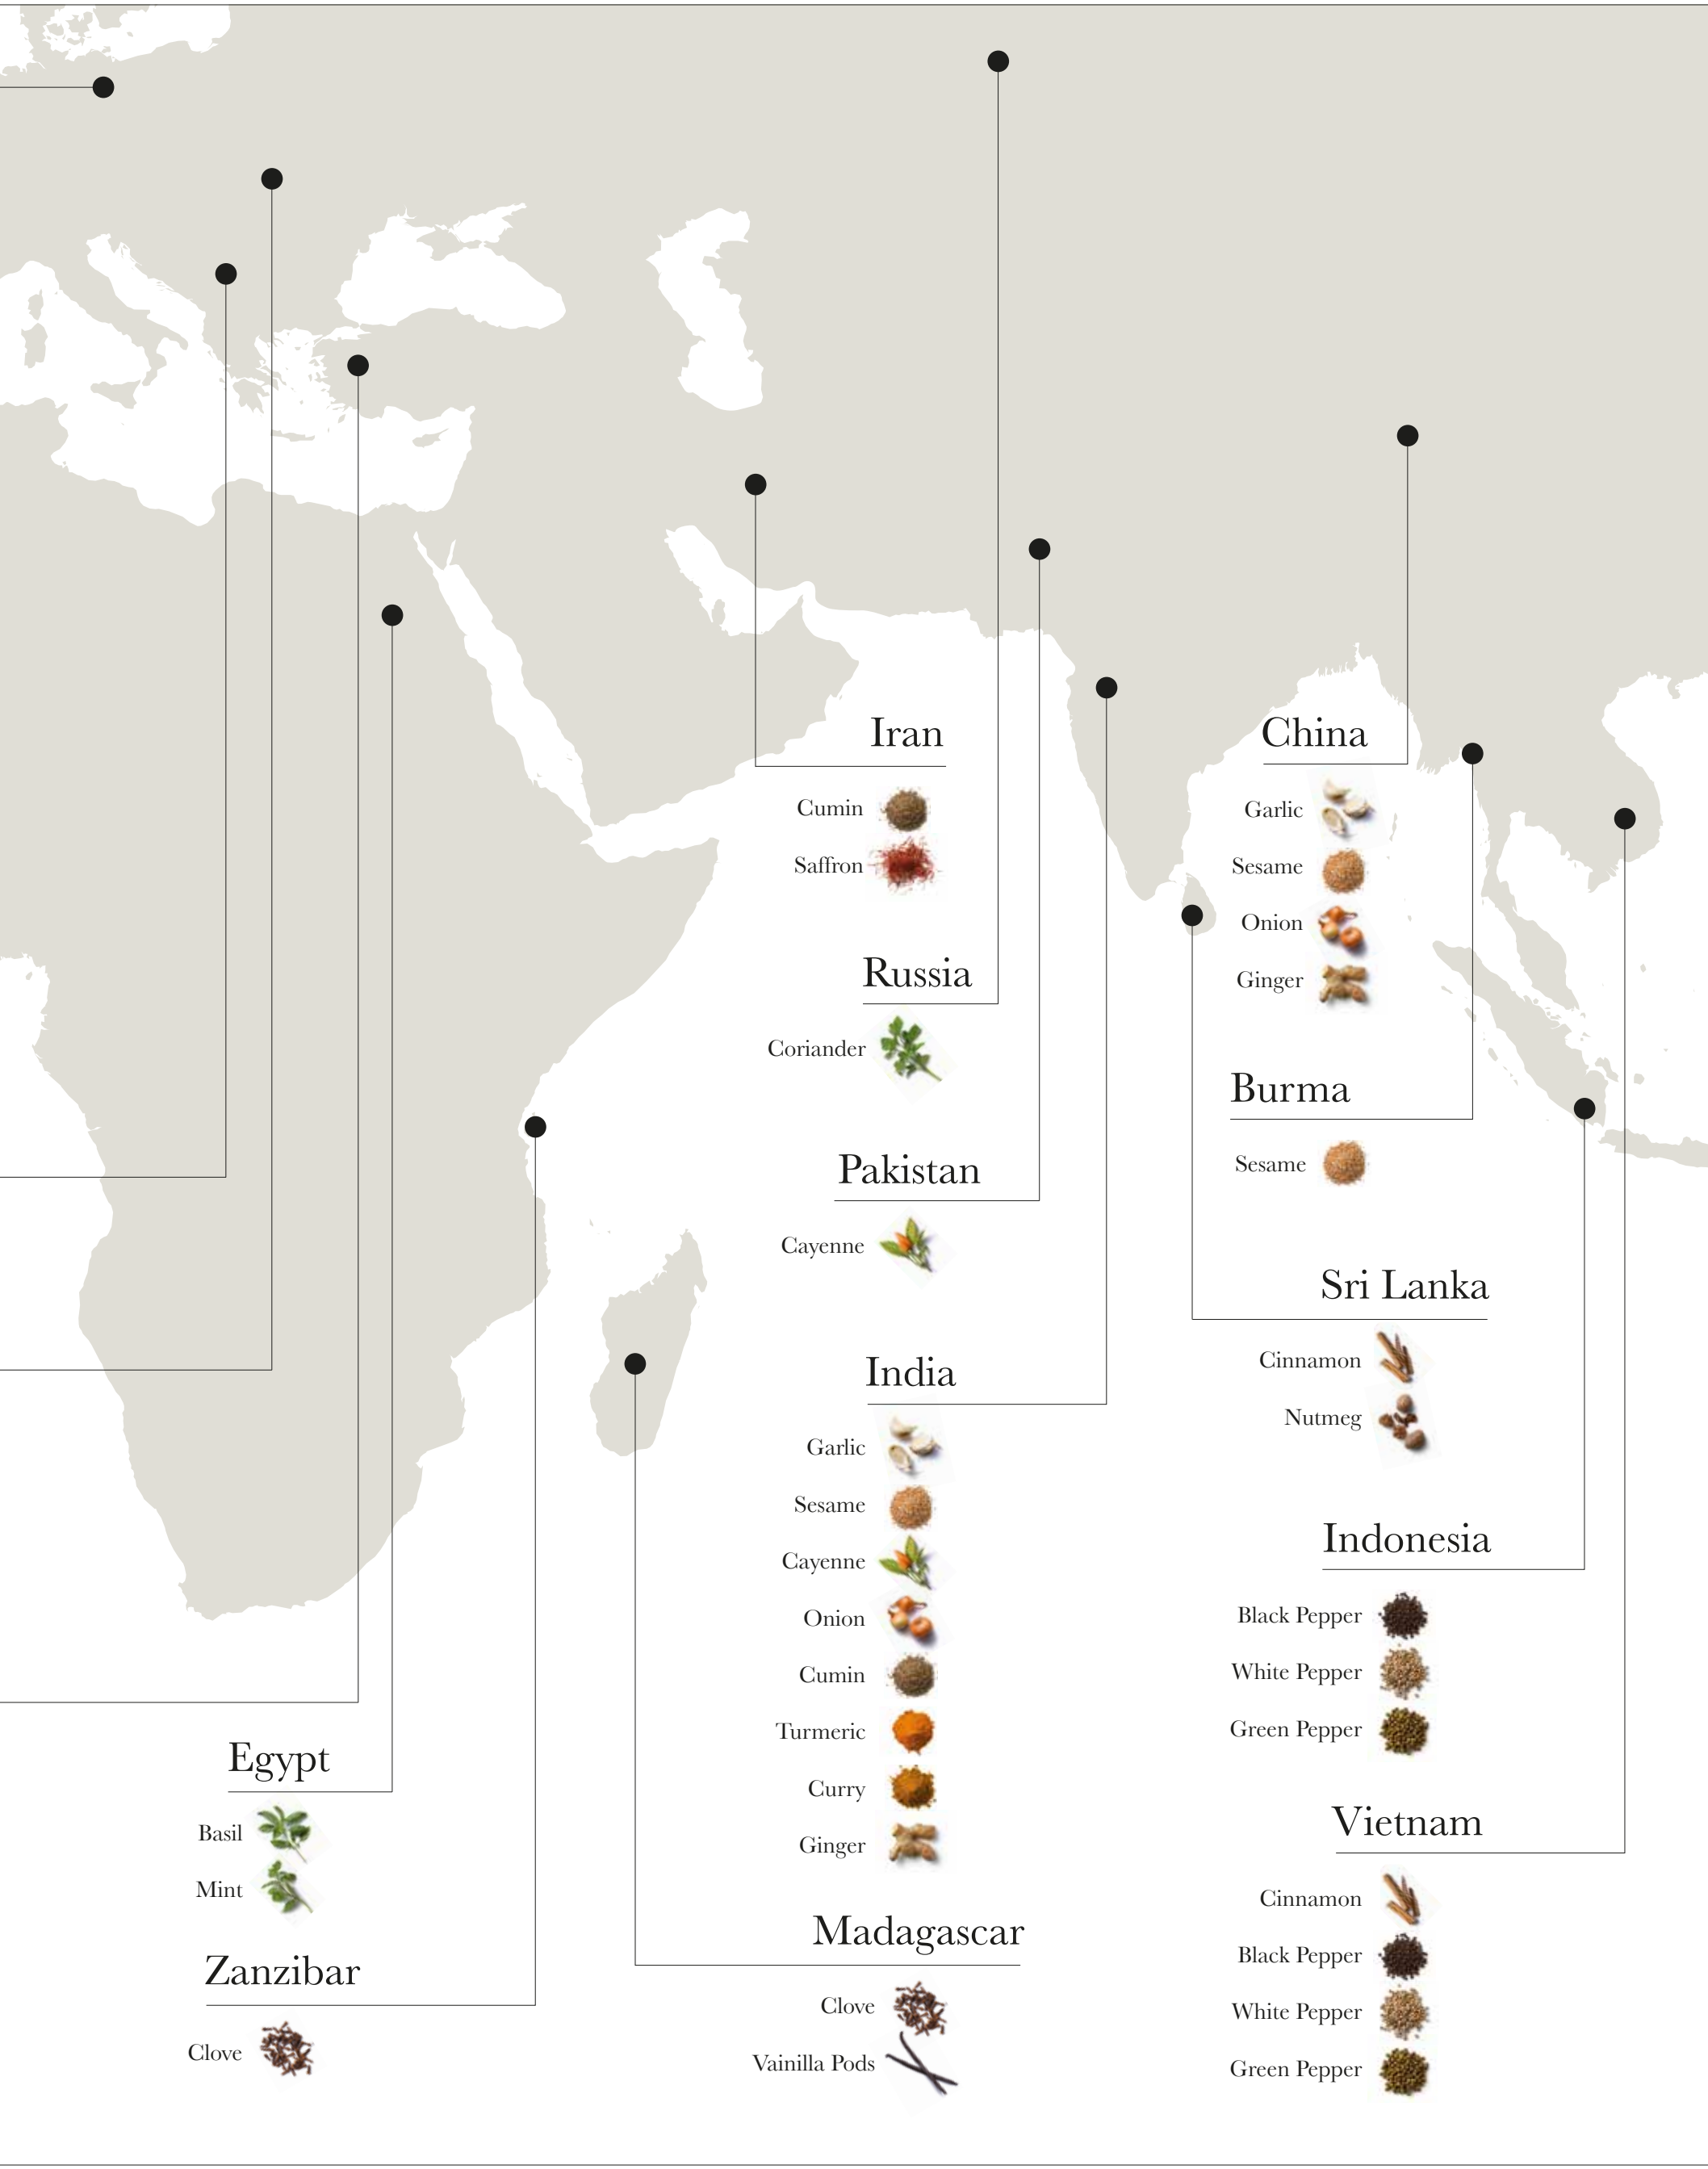 Iran
Cumin
Saffron
Russia
Coriander
Pakistan
Cayenne
India
Garlic
Sesame
Cayenne
Onion
Cumin
Turmeric
Curry
Ginger
Madagascar
Clove
Vainilla Pods
China
Garlic
Sesame
Onion
Ginger
Burma
Sesame
Sri Lanka
Cinnamon
Nutmeg
Indonesia
Black Pepper
White Pepper
Green Pepper
Vietnam
Cinnamon
Black Pepper
White Pepper
Green Pepper
Egypt
Basil
Mint
Zanzibar
Clove